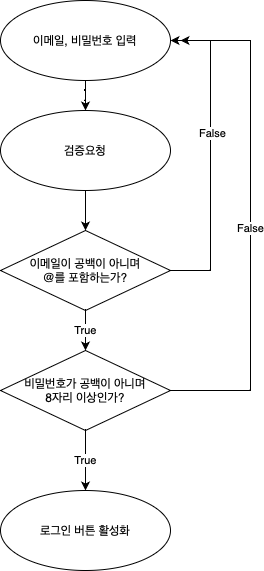 이메일, 비밀번호 입력
검증요청
False
이메일이 공백이 아니며
@를 포함하는가?
False
True
비밀번호가 공백이 아니며
8자리 이상인가?
True
로그인 버튼 활성화